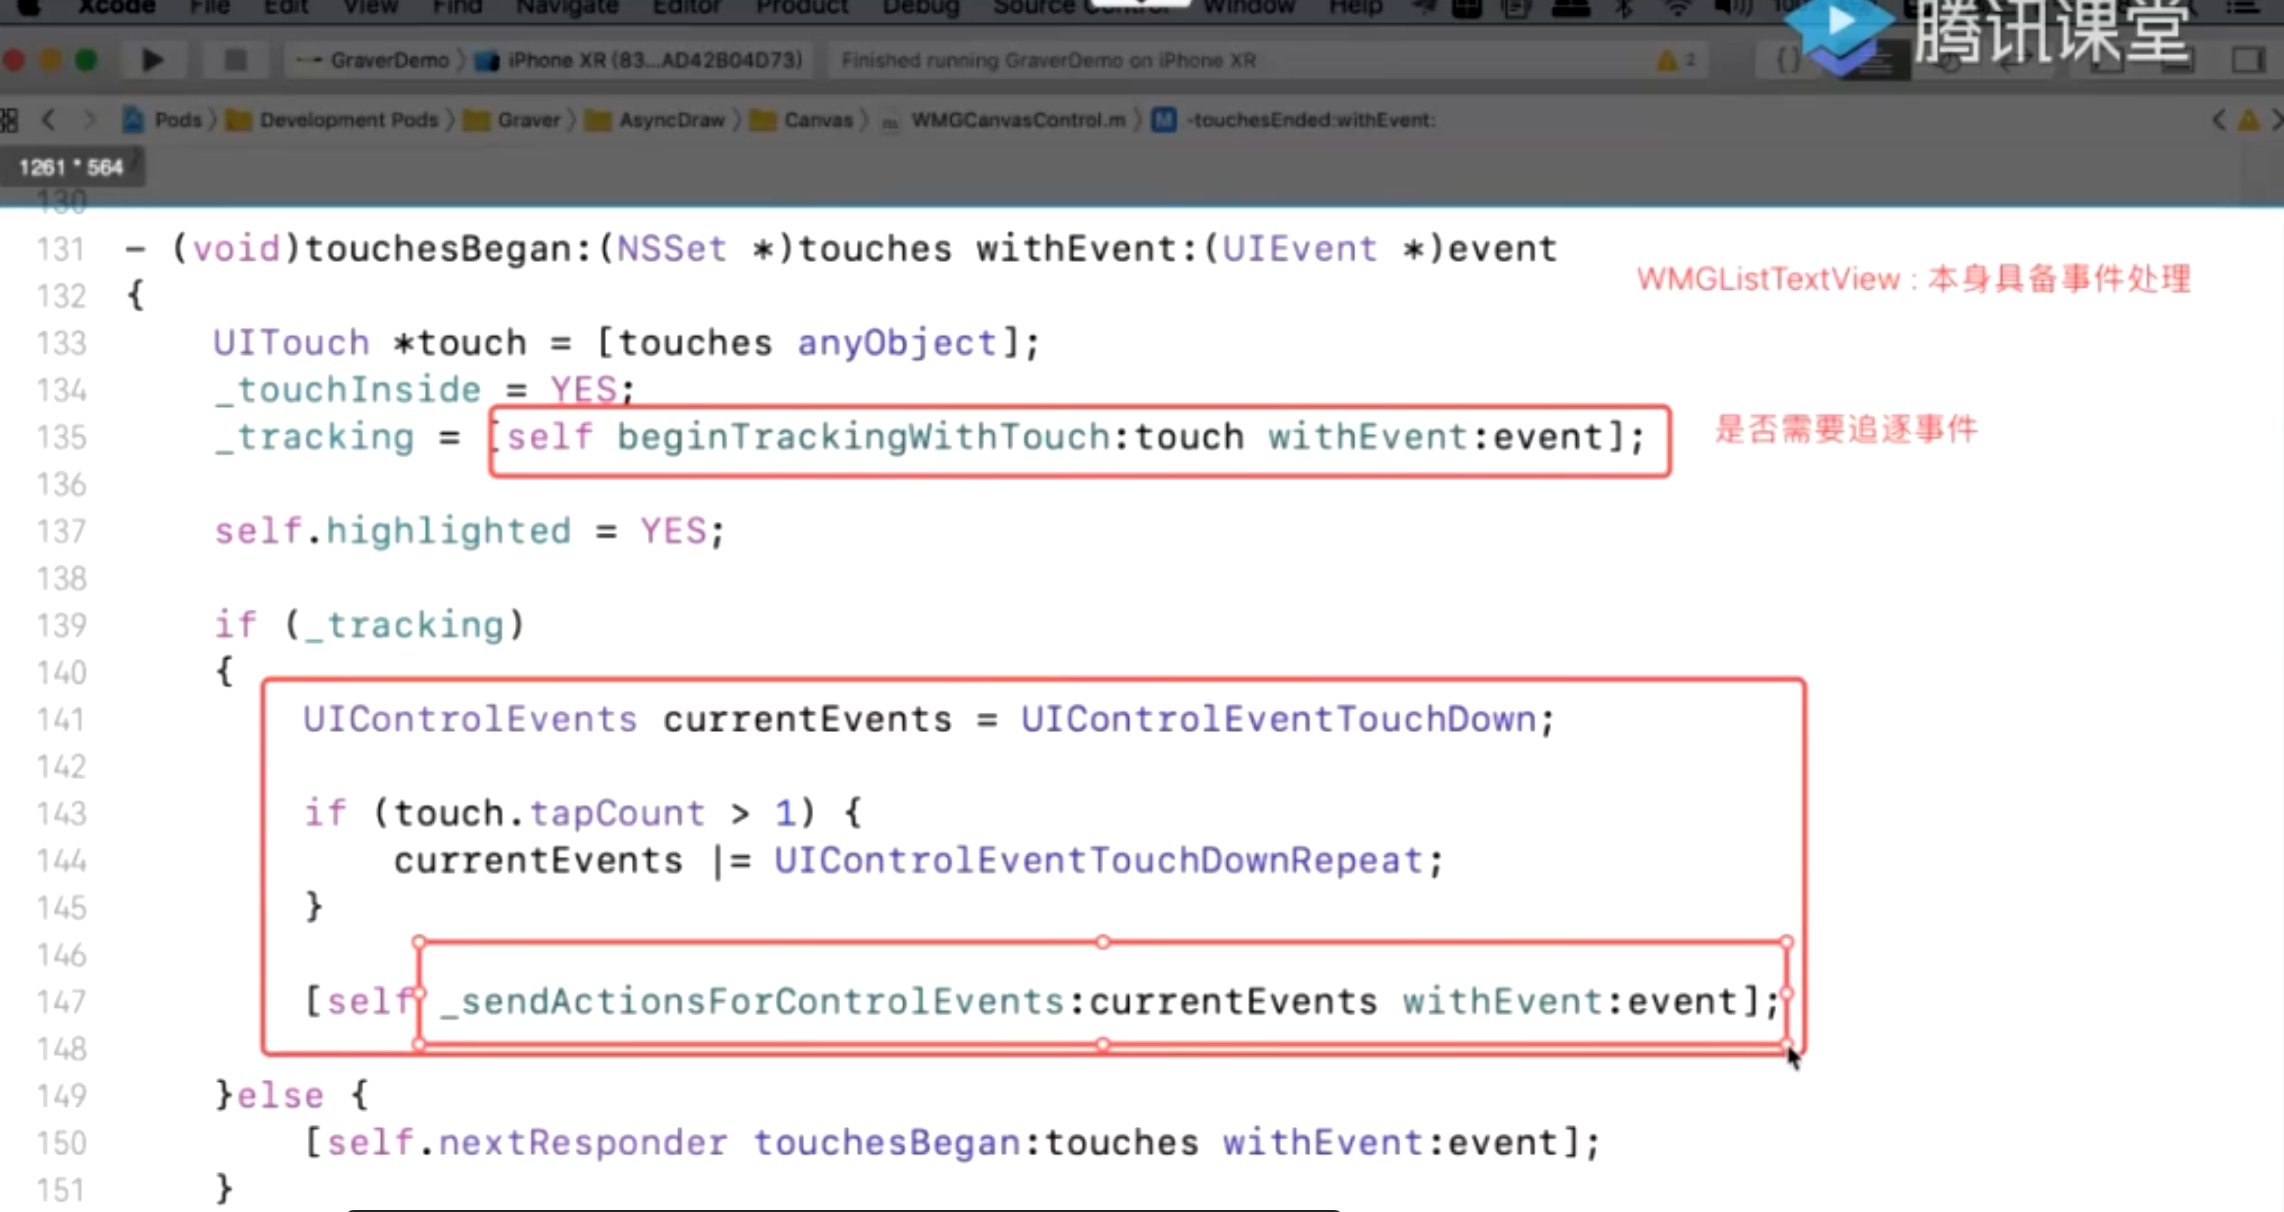 Xcode File Edit View Find Navigate Editor Product Debug Source Control Window Help
腾讯课堂
GraverDemo 〉 iPhone XR (83...AD42B04D73)
Finished running GraverDemo on iPhone XR
2
Pods 〉 Development Pods 〉 Graver 〉 AsyncDraw 〉 Canvas 〉 WMGCanvasControl.m 〉 M -touchesEnded:withEvent:
1261 * 564
130
131 - (void)touchesBegan:(NSSet *)touches withEvent:(UIEvent *)event
WMGListTextView : 本身具备事件处理
132 {
133 UITouch *touch = [touches anyObject];
134 _touchInside = YES;
135 _tracking = [self beginTrackingWithTouch:touch withEvent:event];
是否需要追逐事件
136
137 self.highlighted = YES;
138
139 if (_tracking)
140 {
141 UIControlEvents currentEvents = UIControlEventTouchDown;
142
143 if (touch.tapCount > 1) {
144 currentEvents |= UIControlEventTouchDownRepeat;
145 }
146
147 [self _sendActionsForControlEvents:currentEvents withEvent:event];
148
149 }else {
150 [self.nextResponder touchesBegan:touches withEvent:event];
151 }